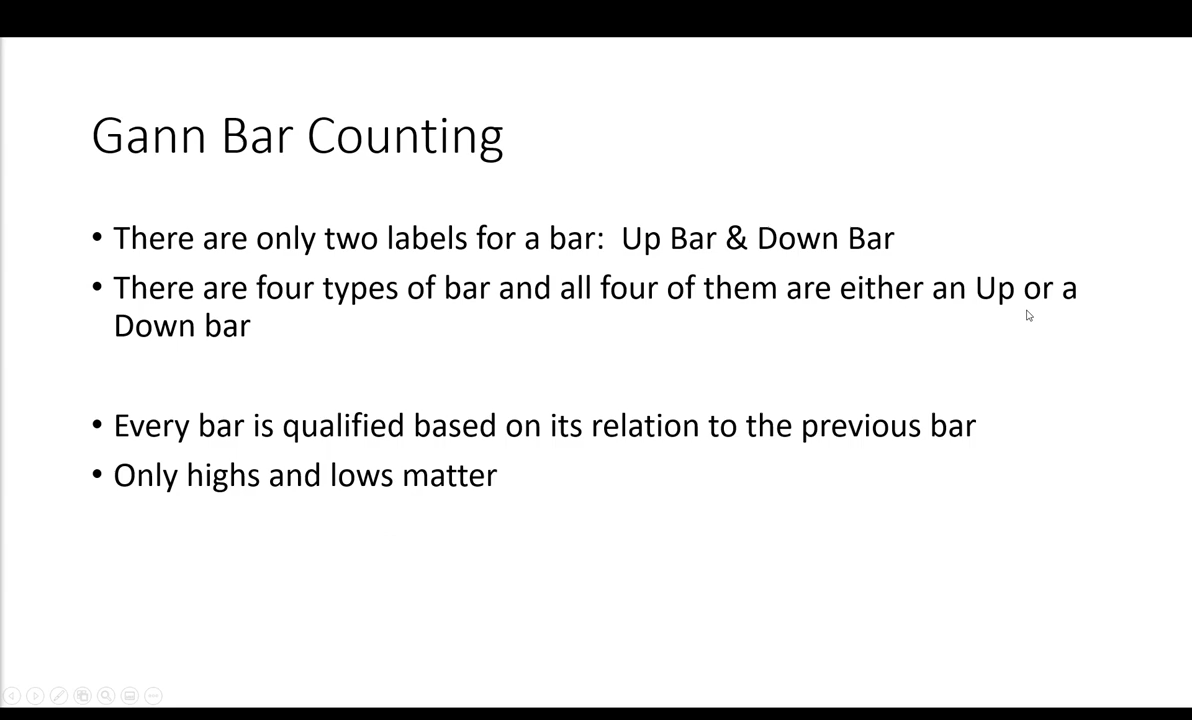 Gann Bar Counting
• There are only two labels for a bar:  Up Bar & Down Bar
• There are four types of bar and all four of them are either an Up or a
Down bar
• Every bar is qualified based on its relation to the previous bar
• Only highs and lows matter